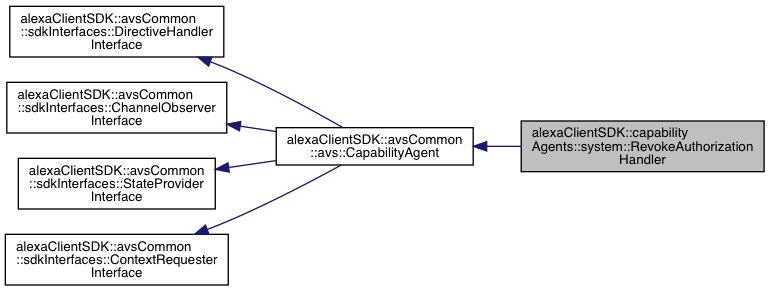 alexaClientSDK::avsCommon
::sdkInterfaces::DirectiveHandler
Interface
alexaClientSDK::avsCommon
::sdkInterfaces::ChannelObserver
Interface
alexaClientSDK::avsCommon
::sdkInterfaces::StateProvider
Interface
alexaClientSDK::avsCommon
::sdkInterfaces::ContextRequester
Interface
alexaClientSDK::avsCommon
::avs::CapabilityAgent
alexaClientSDK::capability
Agents::system::RevokeAuthorization
Handler